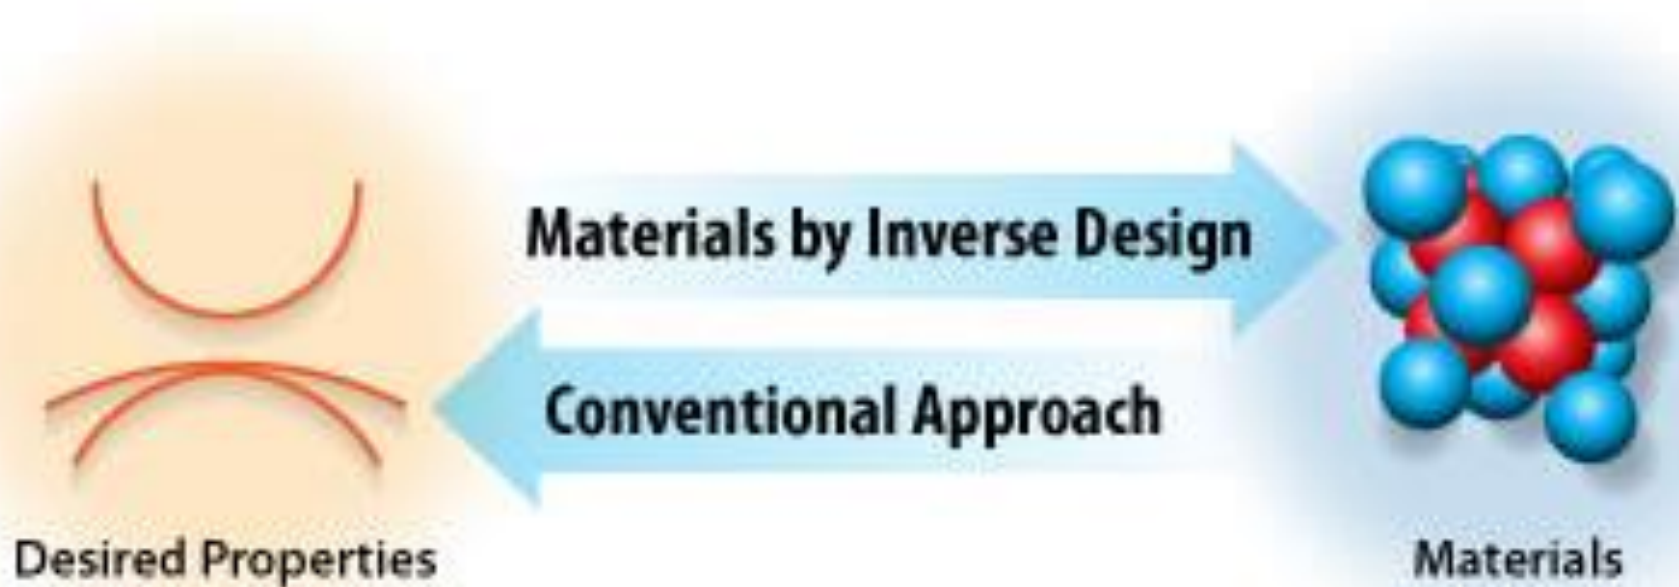 Materials by Inverse Design
Conventional Approach
Desired Properties
Materials